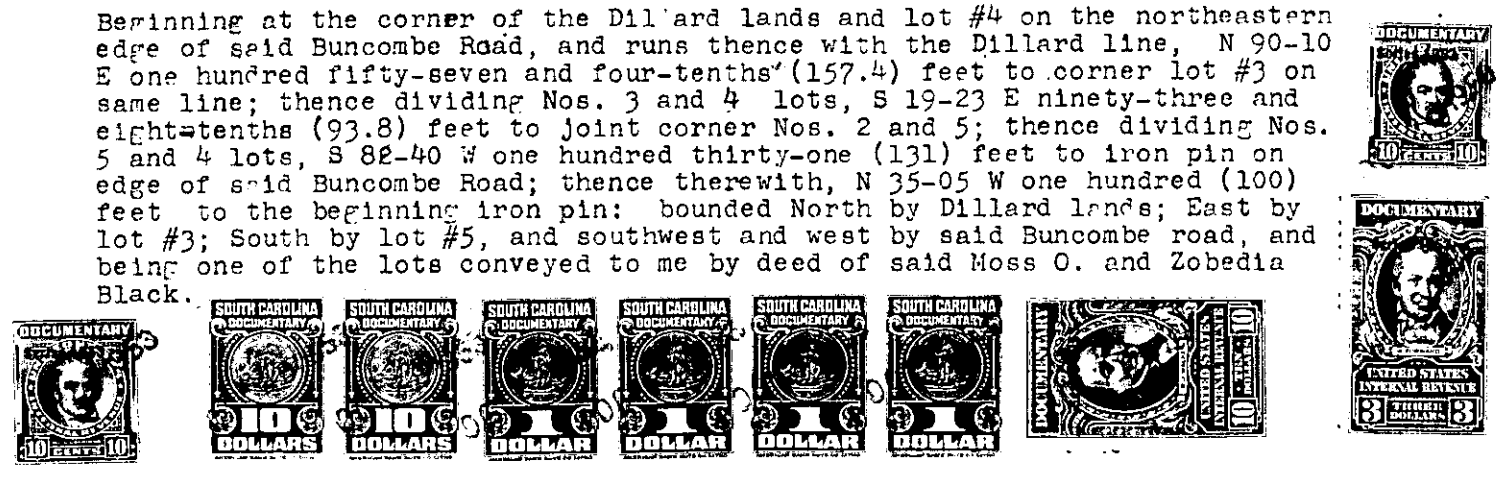 Beginning at the corner of the Dillard lands and lot #4 on the northeastern
edge of said Buncombe Road, and runs thence with the Dillard line, N 90-10
E one hundred fifty-seven and four-tenths (157.4) feet to corner lot #3 on
same line; thence dividing Nos. 3 and 4 lots, S 19-23 E ninety-three and
eight-tenths (93.8) feet to joint corner Nos. 2 and 5; thence dividing Nos.
5 and 4 lots, S 88-40 W one hundred thirty-one (131) feet to iron pin on
edge of said Buncombe Road; thence therewith, N 35-05 W one hundred (100)
feet to the beginning iron pin: bounded North by Dillard lands; East by
lot #3; South by lot #5, and southwest and west by said Buncombe road, and
being one of the lots conveyed to me by deed of said Moss O. and Zobedia
Black.
DOCUMENTARY
10 CENTS 10
DOCUMENTARY
UNITED STATES
INTERNAL REVENUE
3 THREE DOLLARS 3
DOCUMENTARY
10 CENTS 10
SOUTH CAROLINA
DOCUMENTARY
10
DOLLARS
SOUTH CAROLINA
DOCUMENTARY
10
DOLLARS
SOUTH CAROLINA
DOCUMENTARY
1
DOLLAR
SOUTH CAROLINA
DOCUMENTARY
1
DOLLAR
SOUTH CAROLINA
DOCUMENTARY
1
DOLLAR
SOUTH CAROLINA
DOCUMENTARY
1
DOLLAR
DOCUMENTARY
UNITED STATES
INTERNAL REVENUE
10 TEN DOLLARS 10